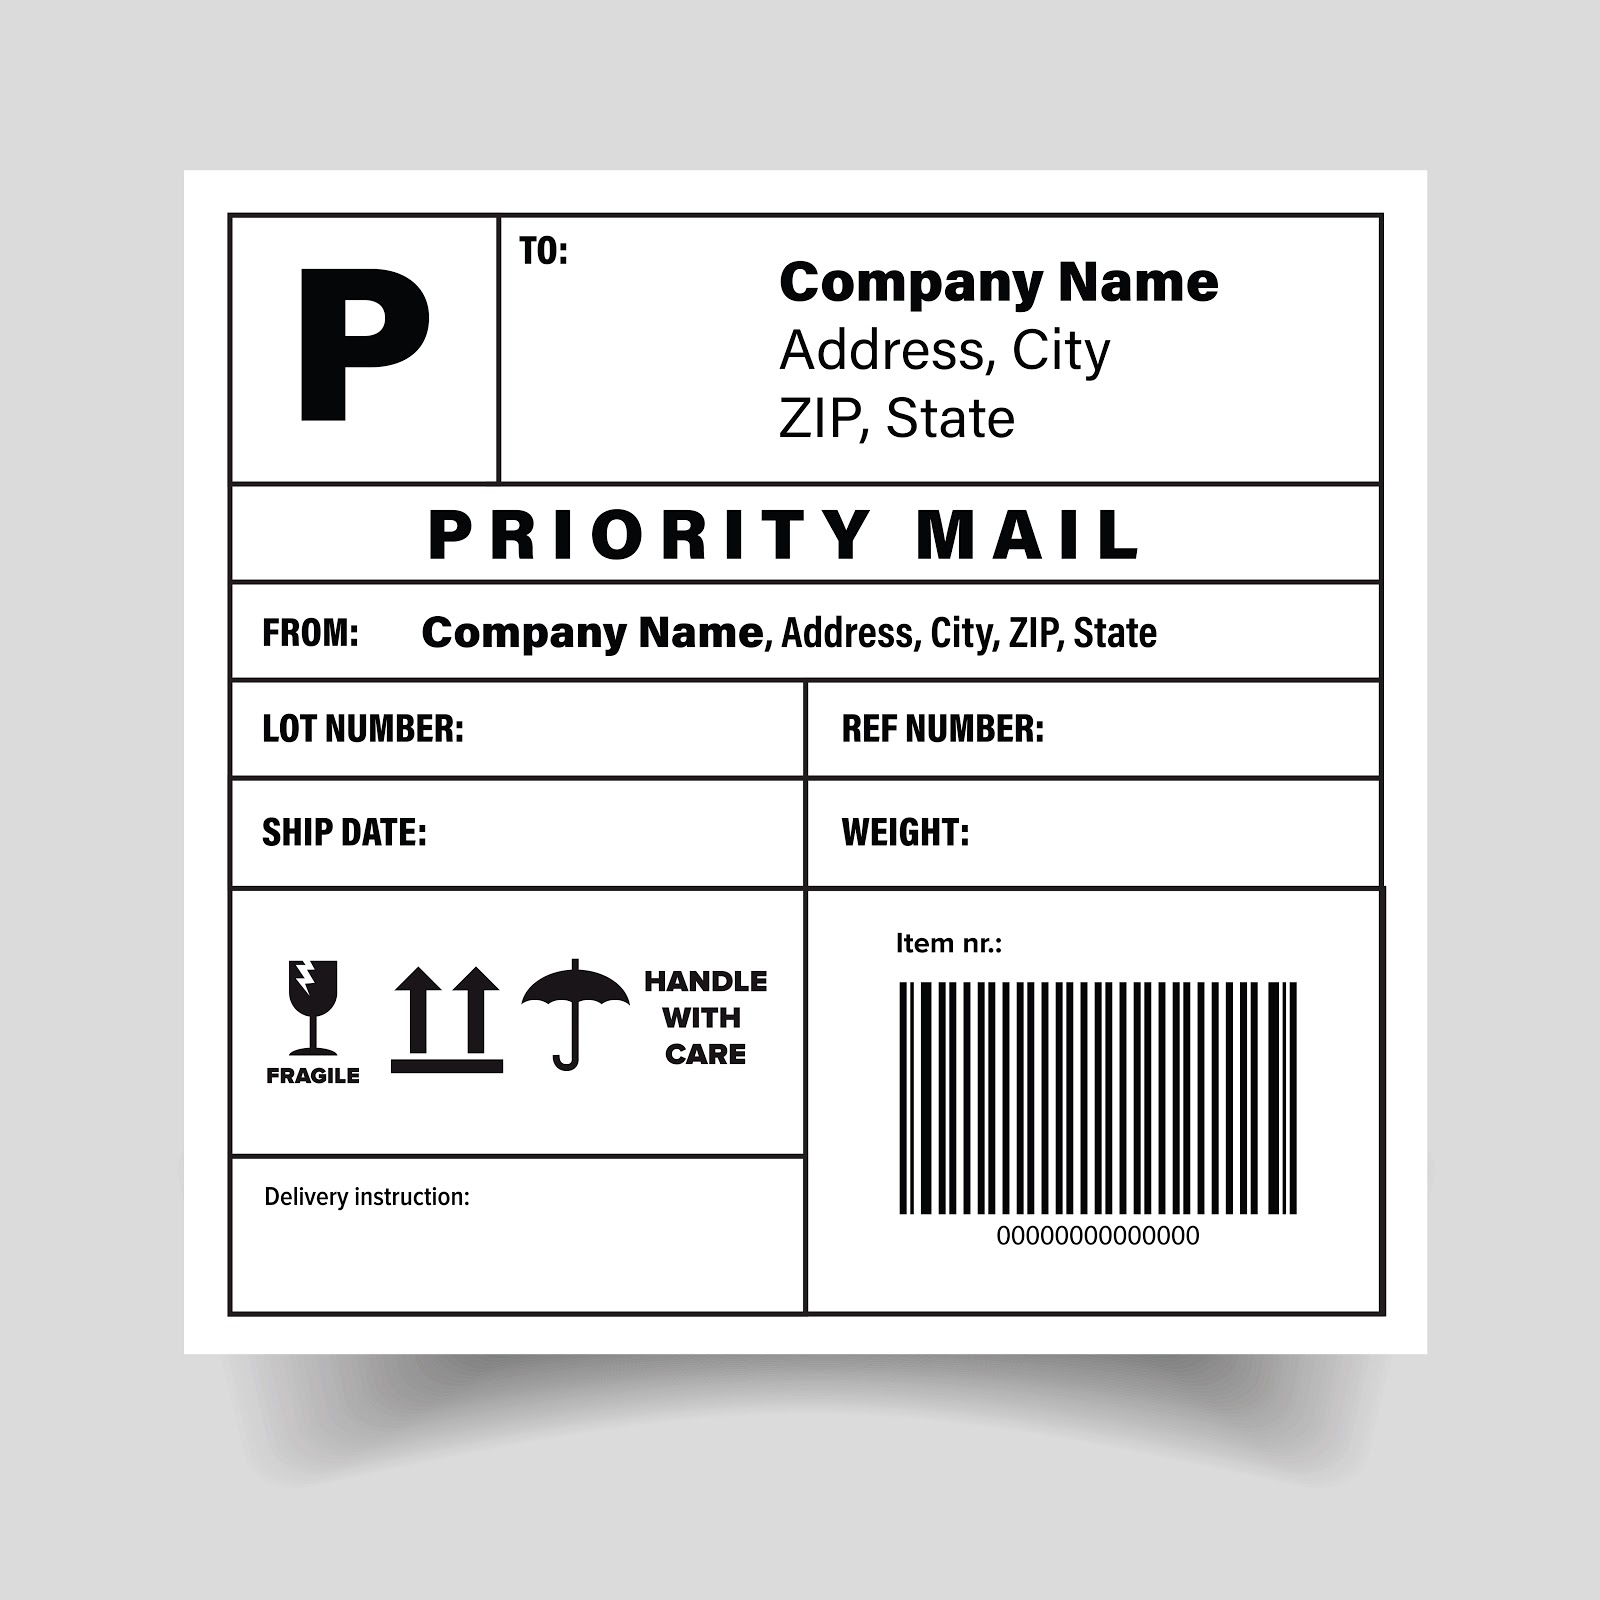 P
TO:
Company Name
Address, City
ZIP, State
PRIORITY MAIL
FROM: Company Name, Address, City, ZIP, State
LOT NUMBER:
REF NUMBER:
SHIP DATE:
WEIGHT:
FRAGILE
HANDLE
WITH
CARE
Item nr.:
00000000000000
Delivery instruction: